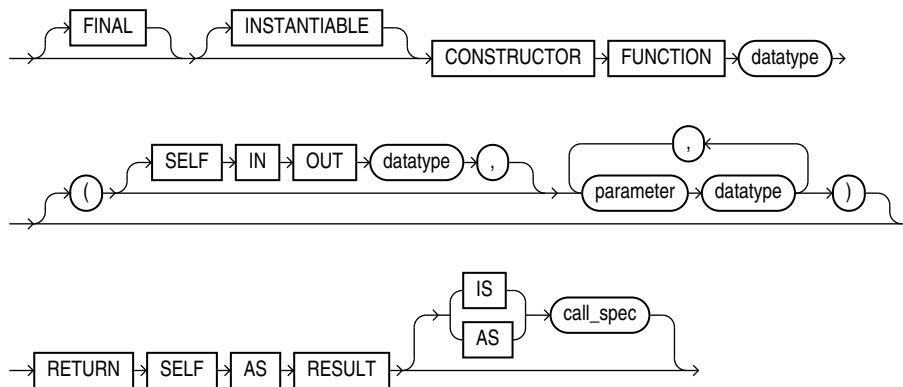 FINAL INSTANTIABLE
CONSTRUCTOR FUNCTION datatype
,
( SELF IN OUT datatype , parameter datatype )
IS
RETURN SELF AS RESULT AS call_spec